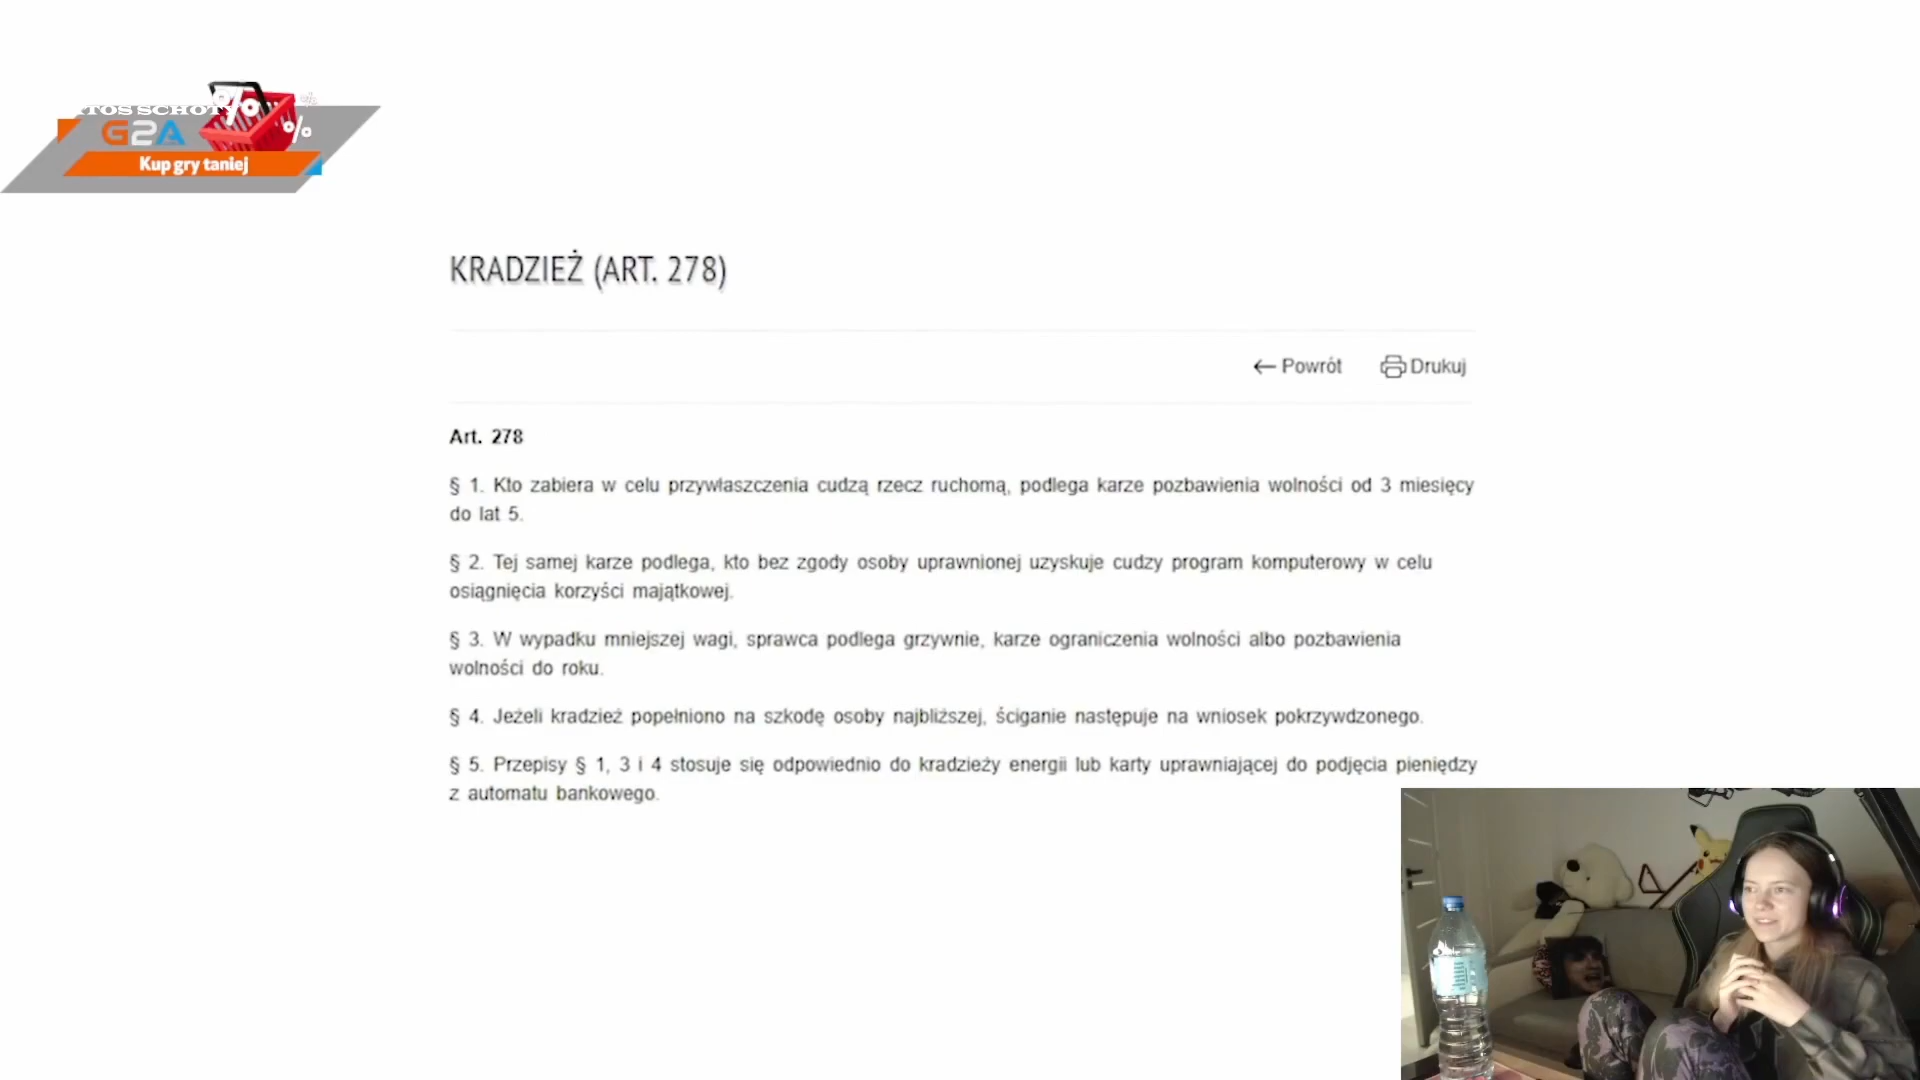 G2A
Kup gry taniej
KRADZIEŻ (ART. 278)
Powrót
Drukuj
Art. 278
§ 1. Kto zabiera w celu przywłaszczenia cudzą rzecz ruchomą, podlega karze pozbawienia wolności od 3 miesięcy
do lat 5.
§ 2. Tej samej karze podlega, kto bez zgody osoby uprawnionej uzyskuje cudzy program komputerowy w celu
osiągnięcia korzyści majątkowej.
§ 3. W wypadku mniejszej wagi, sprawca podlega grzywnie, karze ograniczenia wolności albo pozbawienia
wolności do roku.
§ 4. Jeżeli kradzież popełniono na szkodę osoby najbliższej, ściganie następuje na wniosek pokrzywdzonego.
§ 5. Przepisy § 1, 3 i 4 stosuje się odpowiednio do kradzieży energii lub karty uprawniającej do podjęcia pieniędzy
z automatu bankowego.